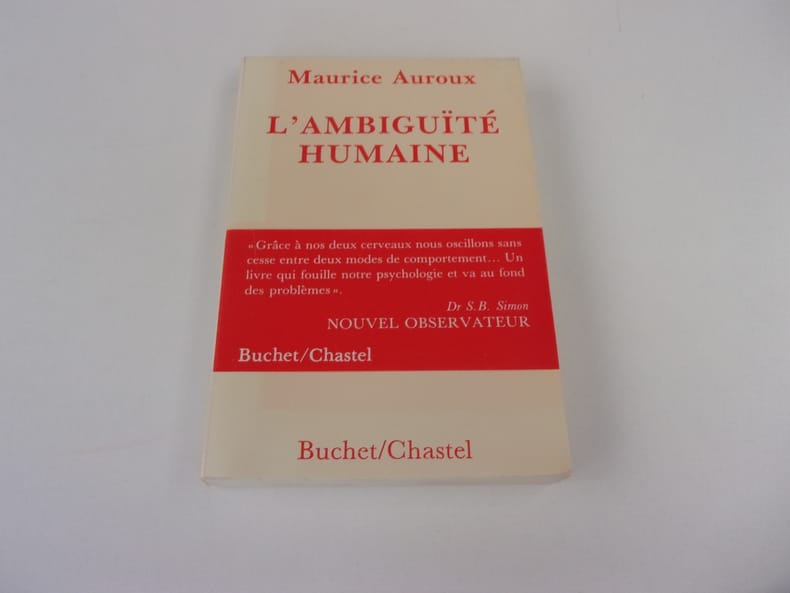 Maurice Auroux
L'AMBIGUÏTÉ
HUMAINE
«Grâce à nos deux cerveaux nous oscillons sans
cesse entre deux modes de comportement... Un
livre qui fouille notre psychologie et va au fond
des problèmes».
Dr S.B. Simon
NOUVEL OBSERVATEUR
Buchet/Chastel
Buchet/Chastel